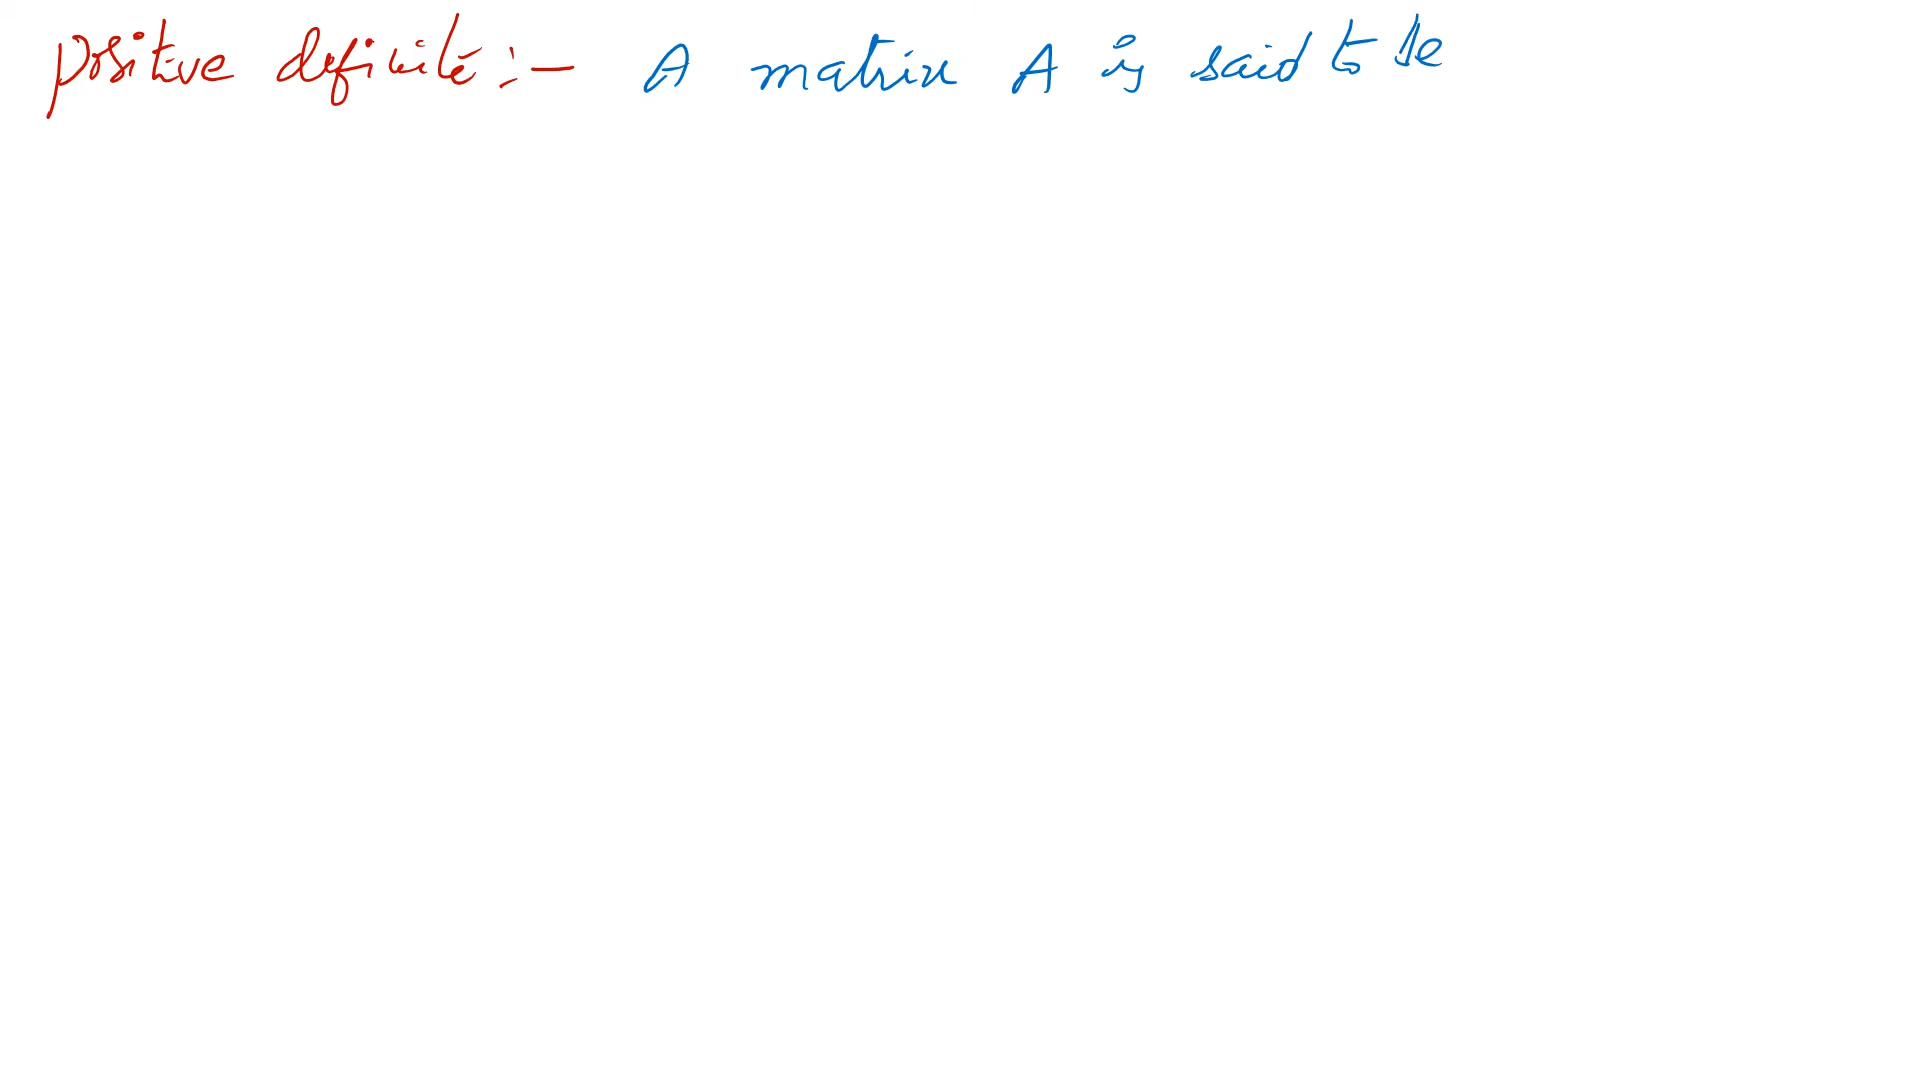 Positive definite :- A matrix A is said to be